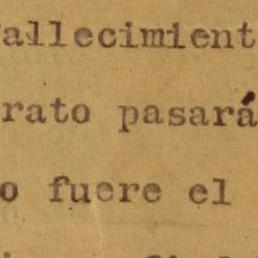 fallecimient
rato pasará
o fuere el